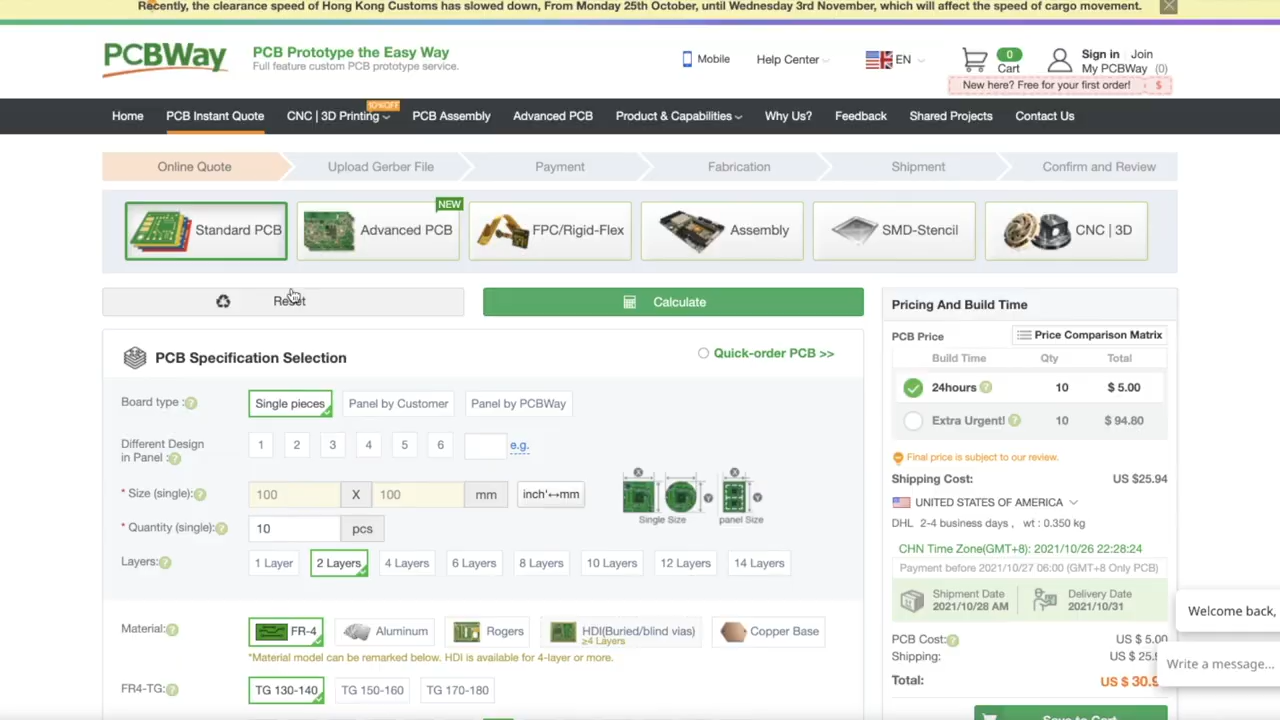 Recently, the clearance speed of Hong Kong Customs has slowed down, From Monday 25th October, until Wednesday 3rd November, which will affect the speed of cargo movement.
PCBWay
PCB Prototype the Easy Way
Full feature custom PCB prototype service.
Mobile
Help Center
EN
0
Cart
Sign in Join
My PCBWay (0)
New here? Free for your first order! $
Home
PCB Instant Quote
CNC | 3D Printing
10%OFF
PCB Assembly
Advanced PCB
Product & Capabilities
Why Us?
Feedback
Shared Projects
Contact Us
Online Quote
Upload Gerber File
Payment
Fabrication
Shipment
Confirm and Review
Standard PCB
NEW
Advanced PCB
FPC/Rigid-Flex
Assembly
SMD-Stencil
CNC | 3D
Reset
Calculate
PCB Specification Selection
Quick-order PCB >>
Board type :
Single pieces
Panel by Customer
Panel by PCBWay
Different Design
in Panel :
1 2 3 4 5 6
e.g.
* Size (single):
100 X 100 mm
inch'↔mm
X
Y
X
Y
Single Size
panel Size
* Quantity (single):
10 pcs
Layers:
1 Layer
2 Layers
4 Layers
6 Layers
8 Layers
10 Layers
12 Layers
14 Layers
Material:
FR-4
Aluminum
Rogers
HDI(Buried/blind vias)
≥4 Layers
Copper Base
*Material model can be remarked below. HDI is available for 4-layer or more.
FR4-TG:
TG 130-140
TG 150-160
TG 170-180
Pricing And Build Time
PCB Price
Price Comparison Matrix
Build Time Qty Total
24hours 10 $ 5.00
Extra Urgent! 10 $ 94.80
Final price is subject to our review.
Shipping Cost: US $25.94
UNITED STATES OF AMERICA
DHL 2-4 business days , wt : 0.350 kg
CHN Time Zone(GMT+8): 2021/10/26 22:28:24
Payment before 2021/10/27 06:00 (GMT+8 Only PCB)
Shipment Date
2021/10/28 AM
Delivery Date
2021/10/31
PCB Cost: US $ 5.00
Shipping: US $ 25.9
Total: US $ 30.9
Save to Cart
Welcome back,
Write a message...